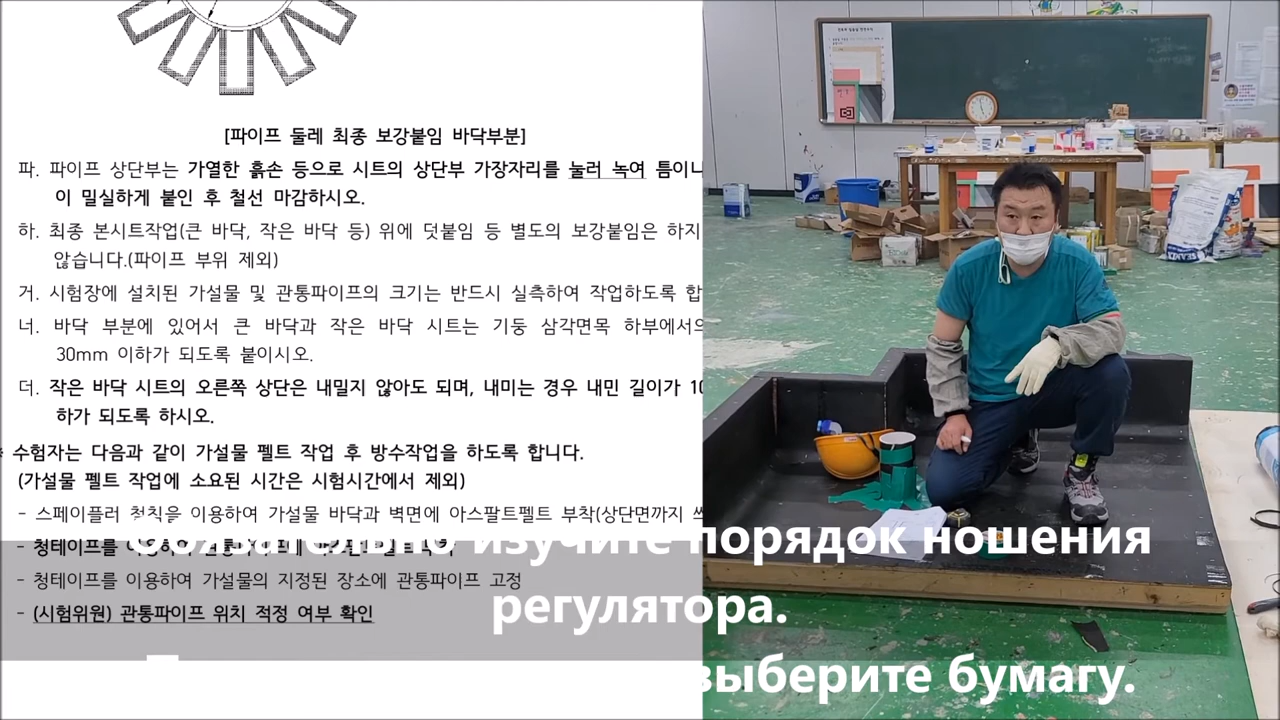 [파이프 둘레 최종 보강붙임 바닥부분]
파. 파이프 상단부는 가열한 흙손 등으로 시트의 상단부 가장자리를 눌러 녹여
이 밀실하게 붙인 후 철선 마감하시오.
하. 최종 본시트작업(큰 바닥, 작은 바닥 등) 위에 덧붙임 등 별도의 보강붙임은 하지
않습니다.(파이프 부위 제외)
거. 시험장에 설치된 가설물 및 관통파이프의 크기는 반드시 실측하여 작업하도록 합
너. 바닥 부분에 있어서 큰 바닥과 작은 바닥 시트는 기둥 삼각면목 하부에서
30mm 이하가 되도록 붙이시오.
더. 작은 바닥 시트의 오른쪽 상단은 내밀지 않아도 되며, 내미는 경우 내민 길이가
하가 되도록 하시오.
수험자는 다음과 같이 가설물 펠트 작업 후 방수작업을 하도록 합니다.
(가설물 펠트 작업에 소요된 시간은 시험시간에서 제외)
- 스페이플러 철침을 이용하여 가설물 바닥과 벽면에 아스팔트펠트 부착(상단면까지
- 청테이프를
изучите порядок ношения
- 청테이프를 이용하여 가설물의 지정된 장소에 관통파이프 고정
регулятора.
- (시험위원) 관통파이프 위치 적정 여부 확인
выберите бумагу.